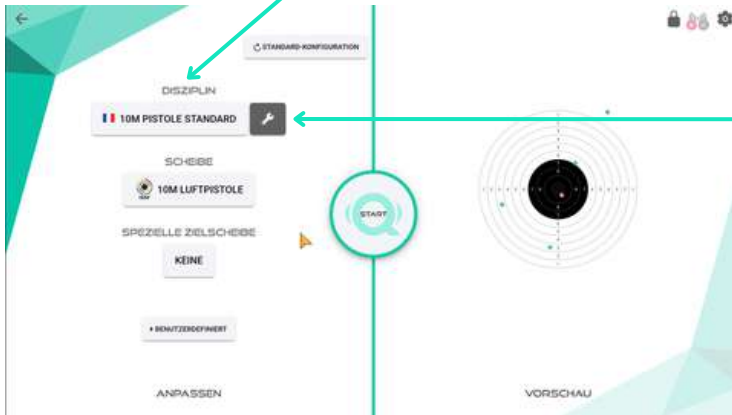 STANDARD-KONFIGURATION
DISZIPLIN
10M PISTOLE STANDARD
SCHEIBE
10M LUFTPISTOLE
SPEZIELLE ZIELSCHEIBE
KEINE
START
+ BENUTZERDEFINIERT
ANPASSEN
VORSCHAU